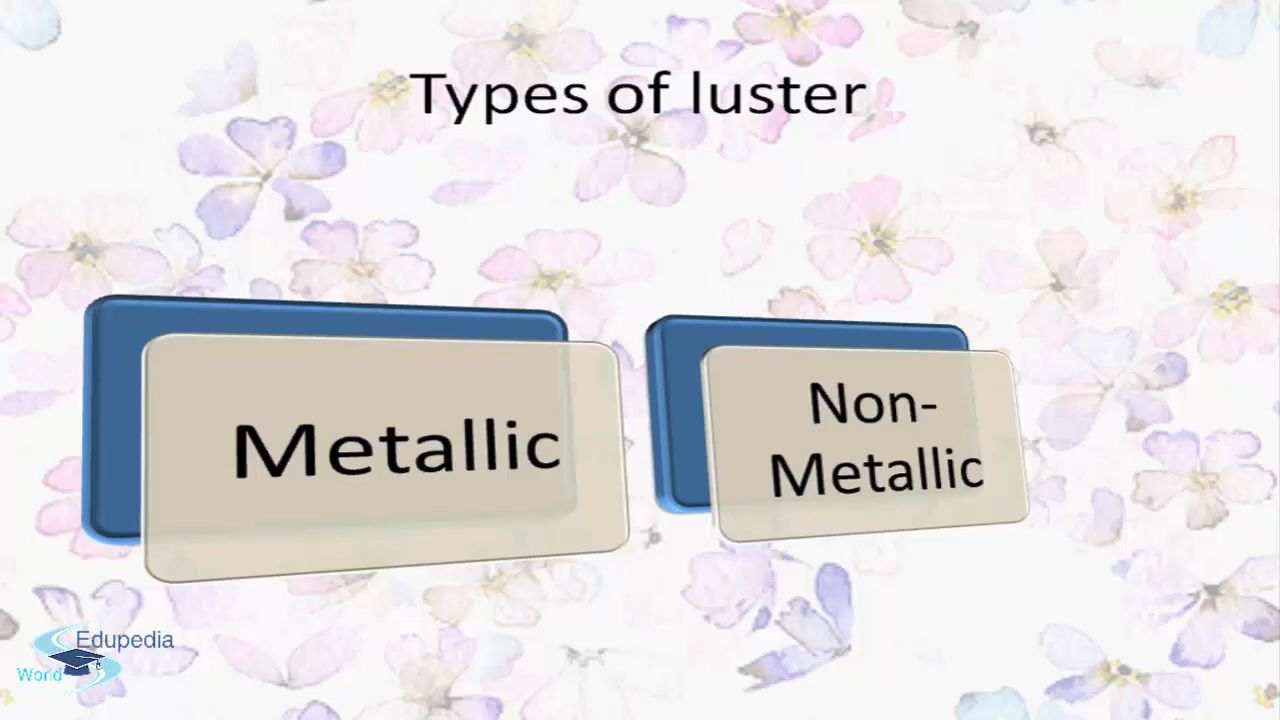 Types of luster
Metallic
Non-
Metallic
Edupedia
World